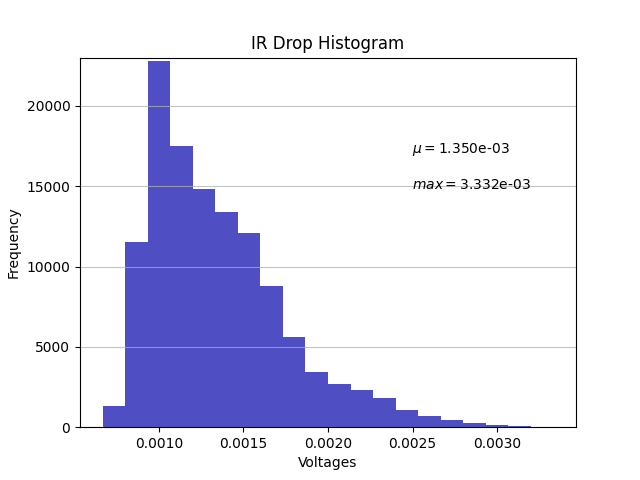 IR Drop Histogram
20000
15000
10000
5000
0
Frequency
μ = 1.350e-03
max = 3.332e-03
0.0010 0.0015 0.0020 0.0025 0.0030
Voltages